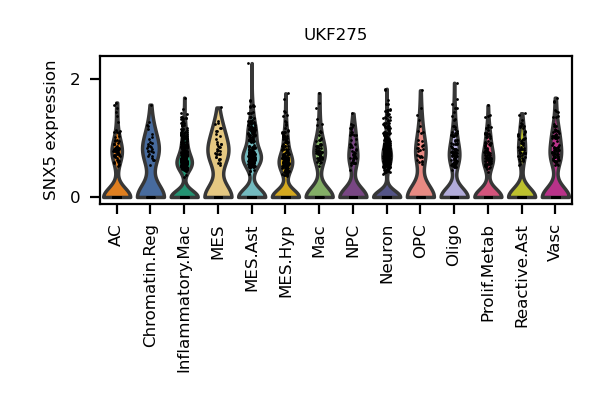 UKF275
SNX5 expression
2
0
AC
Chromatin.Reg
Inflammatory.Mac
MES
MES.Ast
MES.Hyp
Mac
NPC
Neuron
OPC
Oligo
Prolif.Metab
Reactive.Ast
Vasc